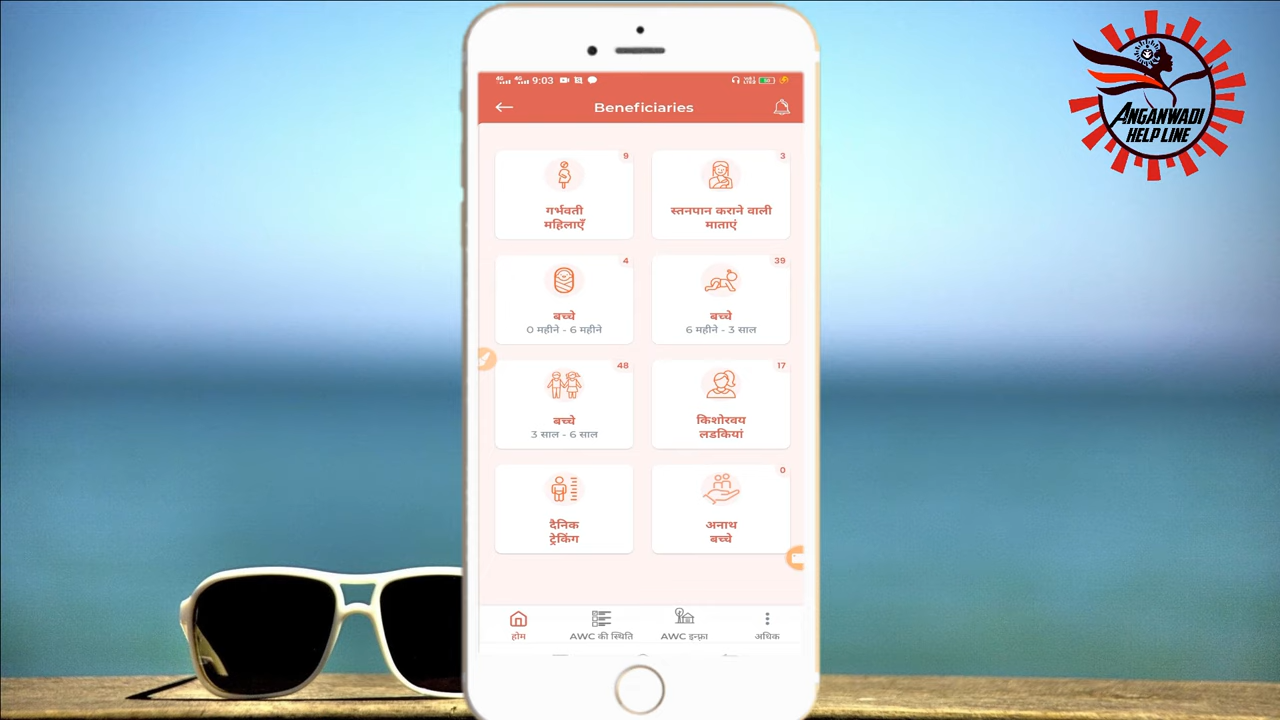 9:03
Beneficiaries
9
3
गर्भवती
महिलाएँ
स्तनपान कराने वाली
माताएं
4
39
बच्चे
0 महीने - 6 महीने
बच्चे
6 महीने - 3 साल
48
17
बच्चे
3 साल - 6 साल
किशोरवय
लडकियां
0
दैनिक
ट्रेकिंग
अनाथ
बच्चे
होम
AWC की स्थिति
AWC इन्फ्रा
अधिक
ANGANWADI
HELP LINE